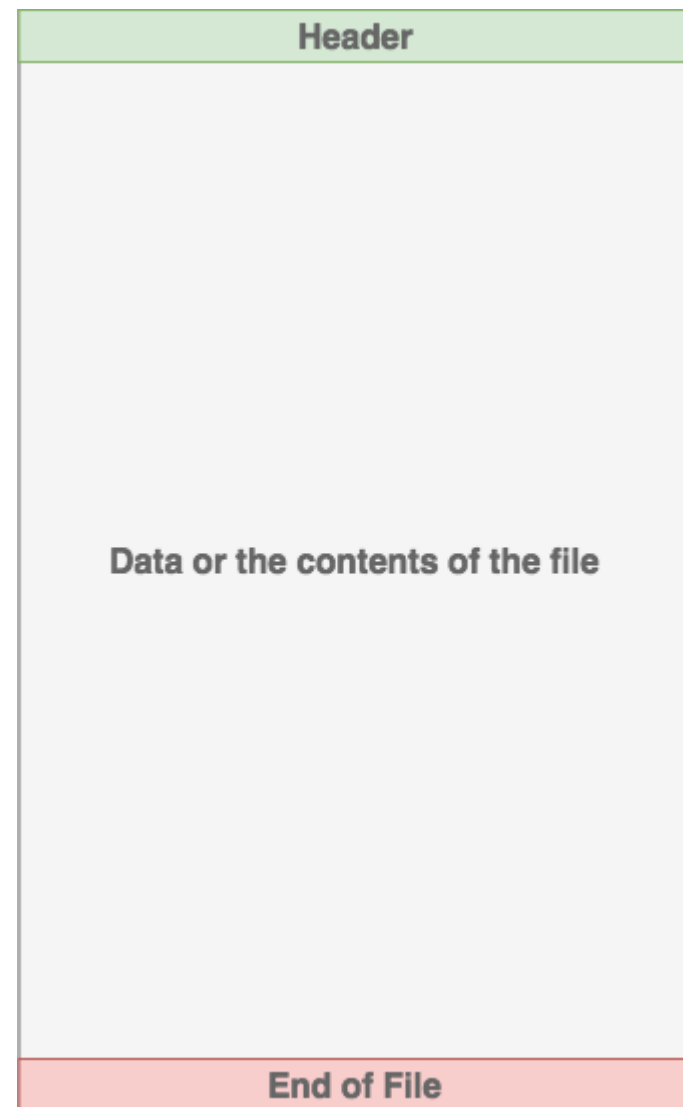 Header
Data or the contents of the file
End of File